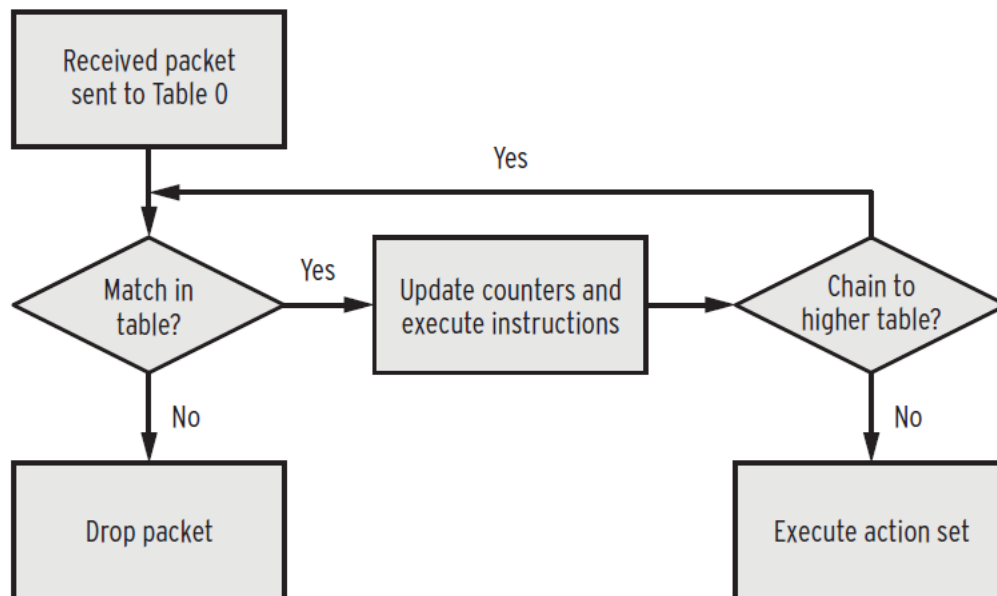 Received packet
sent to Table 0
Yes
Match in
table?
Yes
Update counters and
execute instructions
Chain to
higher table?
No
No
Drop packet
Execute action set